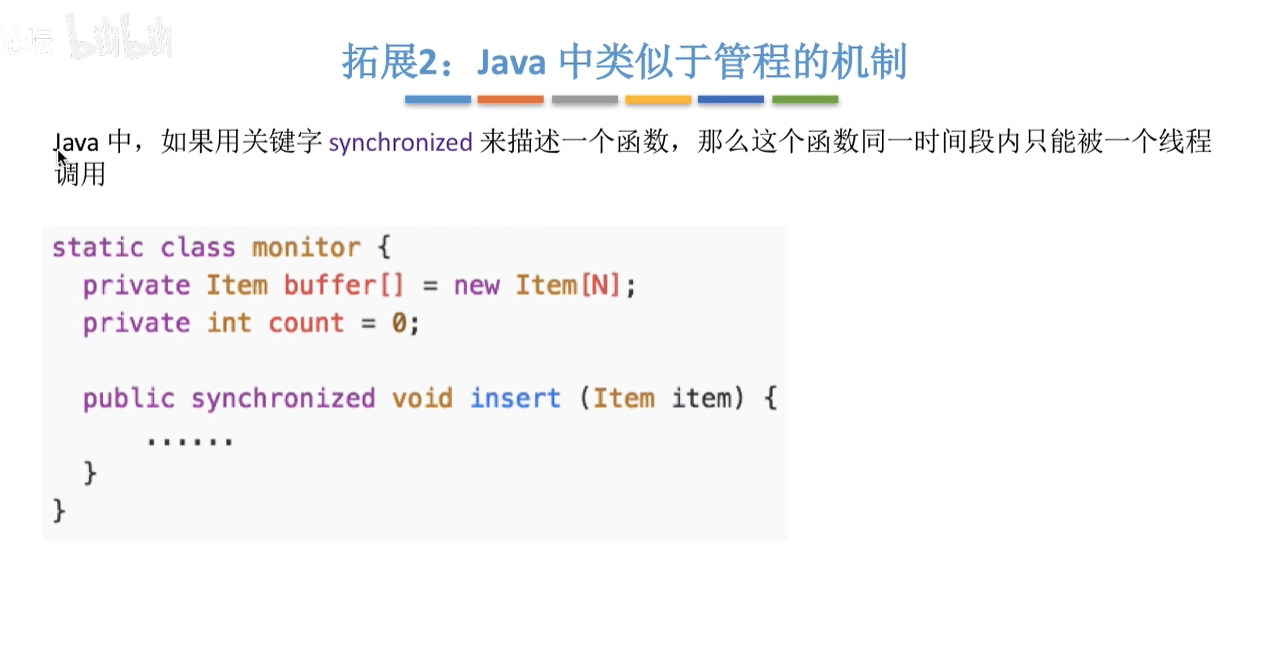 论坛 bilibili
拓展2：Java 中类似于管程的机制
Java 中，如果用关键字 synchronized 来描述一个函数，那么这个函数同一时间段内只能被一个线程
调用
static class monitor {
private Item buffer[] = new Item[N];
private int count = 0;
public synchronized void insert (Item item) {
......
}
}